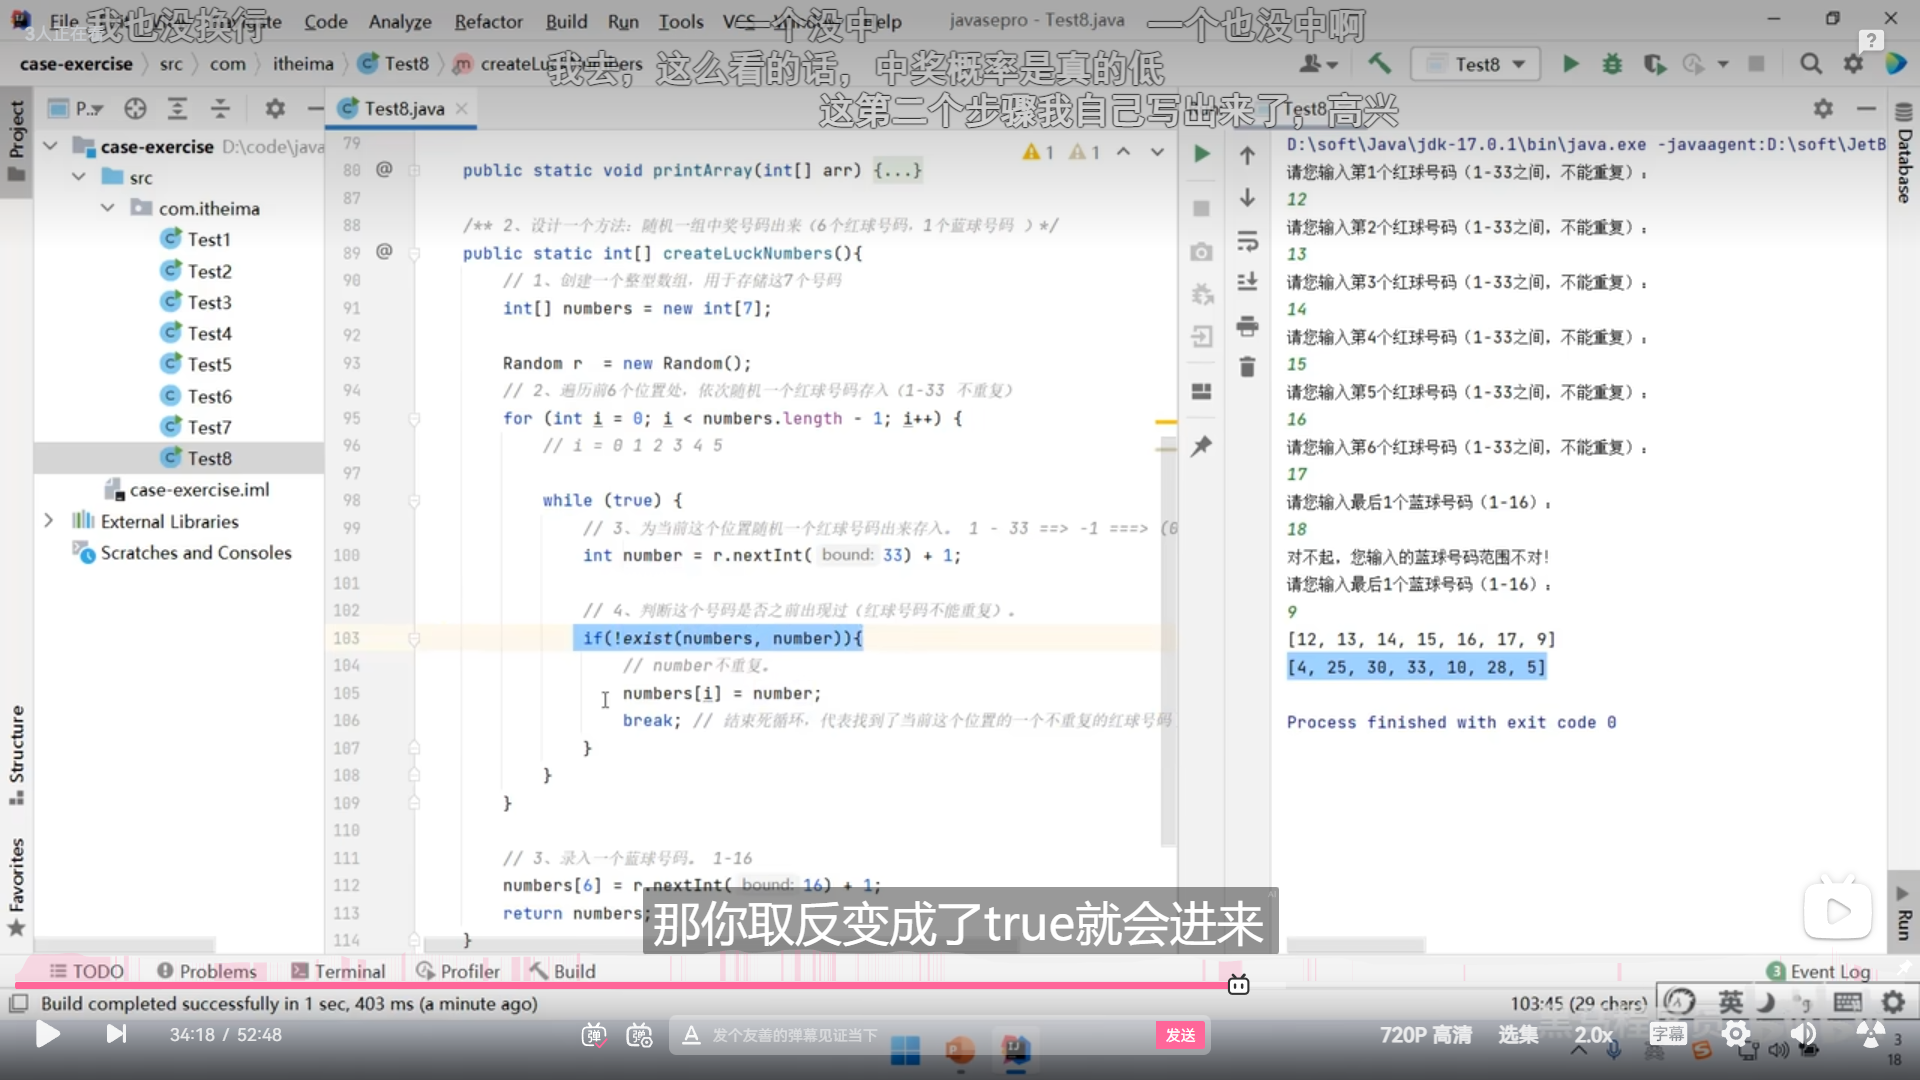 File
Code Analyze Refactor Build Run Tools VCS
javasepro - Test8.java
我也没换行
一个没中
一个也没中啊
case-exercise src com itheima Test8 createLuckNumbers
我去，这么看的话，中奖概率是真的低
Test8
P..
Test8.java
这第二个步骤我自己写出来了，高兴
Test8
Project
case-exercise D:\code\java
src
com.itheima
Test1
Test2
Test3
Test4
Test5
Test6
Test7
Test8
case-exercise.iml
External Libraries
Scratches and Consoles
Structure
Favorites
1 1
79
80 @ public static void printArray(int[] arr) {...}
87
88 /** 2、设计一个方法：随机一组中奖号码出来（6个红球号码，1个蓝球号码 ）*/
89 @ public static int[] createLuckNumbers(){
90 // 1、创建一个整型数组，用于存储这7个号码
91 int[] numbers = new int[7];
92
93 Random r = new Random();
94 // 2、遍历前6个位置处，依次随机一个红球号码存入（1-33 不重复）
95 for (int i = 0; i < numbers.length - 1; i++) {
96 // i = 0 1 2 3 4 5
97
98 while (true) {
99 // 3、为当前这个位置随机一个红球号码出来存入。 1 - 33 ==> -1 ===> (0
100 int number = r.nextInt( bound: 33) + 1;
101
102 // 4、判断这个号码是否之前出现过（红球号码不能重复）。
103 if(!exist(numbers, number)){
104 // number不重复。
105 numbers[i] = number;
106 break; // 结束死循环，代表找到了当前这个位置的一个不重复的红球号码
107 }
108 }
109 }
110
111 // 3、录入一个蓝球号码。 1-16
112 numbers[6] = r.nextInt( bound: 16) + 1;
113 return numbers;
114 }
D:\soft\Java\jdk-17.0.1\bin\java.exe -javaagent:D:\soft\JetB
请您输入第1个红球号码（1-33之间，不能重复）：
12
请您输入第2个红球号码（1-33之间，不能重复）：
13
请您输入第3个红球号码（1-33之间，不能重复）：
14
请您输入第4个红球号码（1-33之间，不能重复）：
15
请您输入第5个红球号码（1-33之间，不能重复）：
16
请您输入第6个红球号码（1-33之间，不能重复）：
17
请您输入最后1个蓝球号码（1-16）：
18
对不起，您输入的蓝球号码范围不对！
请您输入最后1个蓝球号码（1-16）：
9
[12, 13, 14, 15, 16, 17, 9]
[4, 25, 30, 33, 10, 28, 5]
Process finished with exit code 0
Database
Run
那你取反变成了true就会进来
TODO Problems Terminal Profiler Build
3 Event Log
Build completed successfully in 1 sec, 403 ms (a minute ago)
103:45 (29 chars)
英
34:18 / 52:48
弹 弹
A 发个友善的弹幕见证当下
发送
720P 高清 选集 2.0x 字幕
3
18